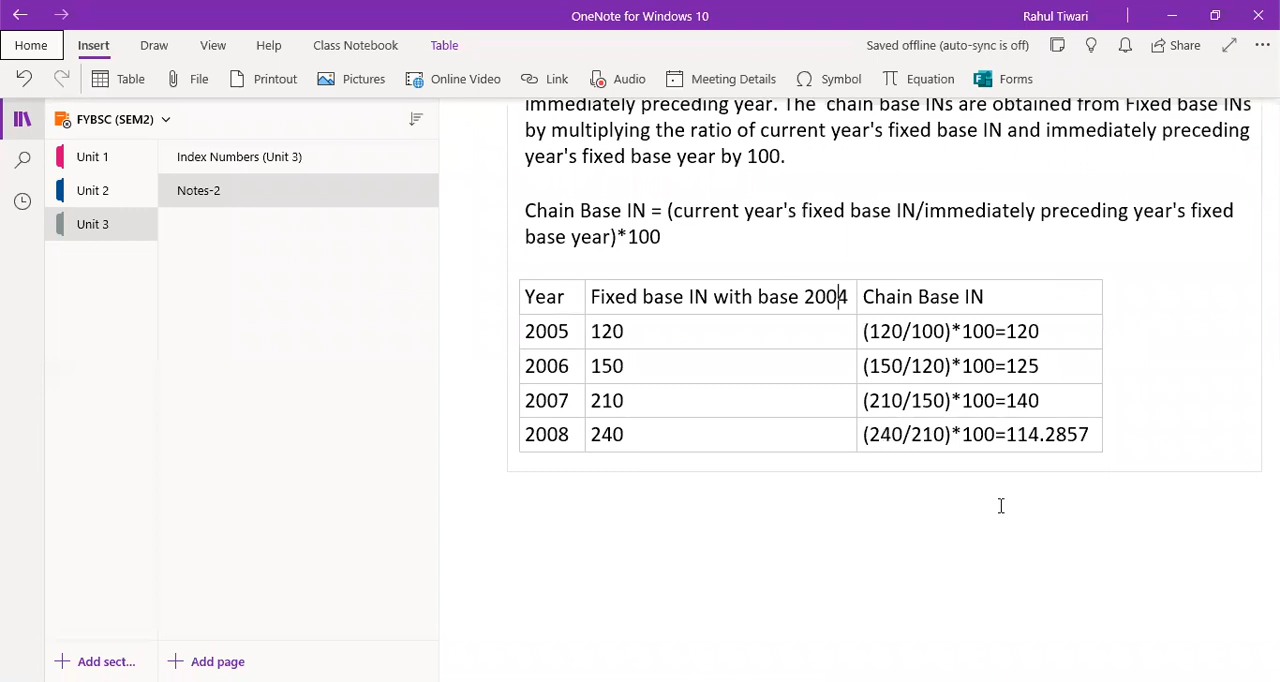 OneNote for Windows 10
Rahul Tiwari
Home Insert Draw View Help Class Notebook Table
Saved offline (auto-sync is off) Share
Table File Printout Pictures Online Video Link Audio Meeting Details Symbol Equation Forms
FYBSC (SEM2)
Unit 1
Unit 2
Unit 3
Index Numbers (Unit 3)
Notes-2
immediately preceding year. The chain base INs are obtained from Fixed base INs
by multiplying the ratio of current year's fixed base IN and immediately preceding
year's fixed base year by 100.
Chain Base IN = (current year's fixed base IN/immediately preceding year's fixed
base year)*100
Year Fixed base IN with base 2004 Chain Base IN
2005 120 (120/100)*100=120
2006 150 (150/120)*100=125
2007 210 (210/150)*100=140
2008 240 (240/210)*100=114.2857
Add sect... Add page